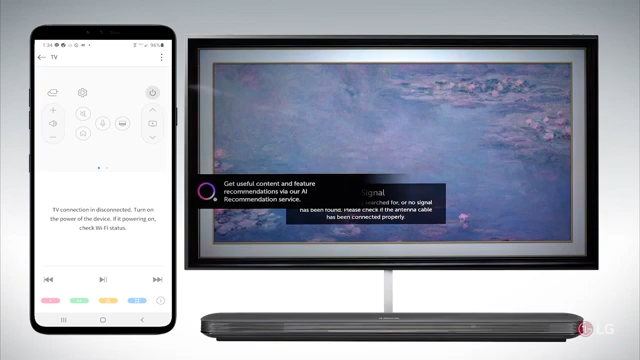 1:34
96%
TV
TV connection in disconnected. Turn on
the power of the device. If it powering on,
check Wi-Fi status.
Get useful content and feature
recommendations via our AI
Recommendation service.
Signal
searched for, or no signal
has been found. Please check if the antenna cable
has been connected properly.
LG